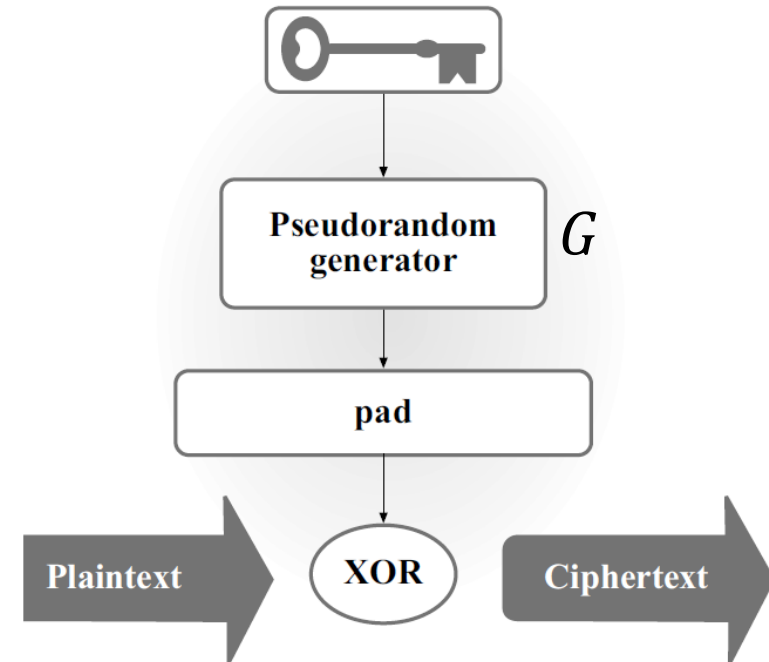 Pseudorandom
generator
G
pad
Plaintext
XOR
Ciphertext